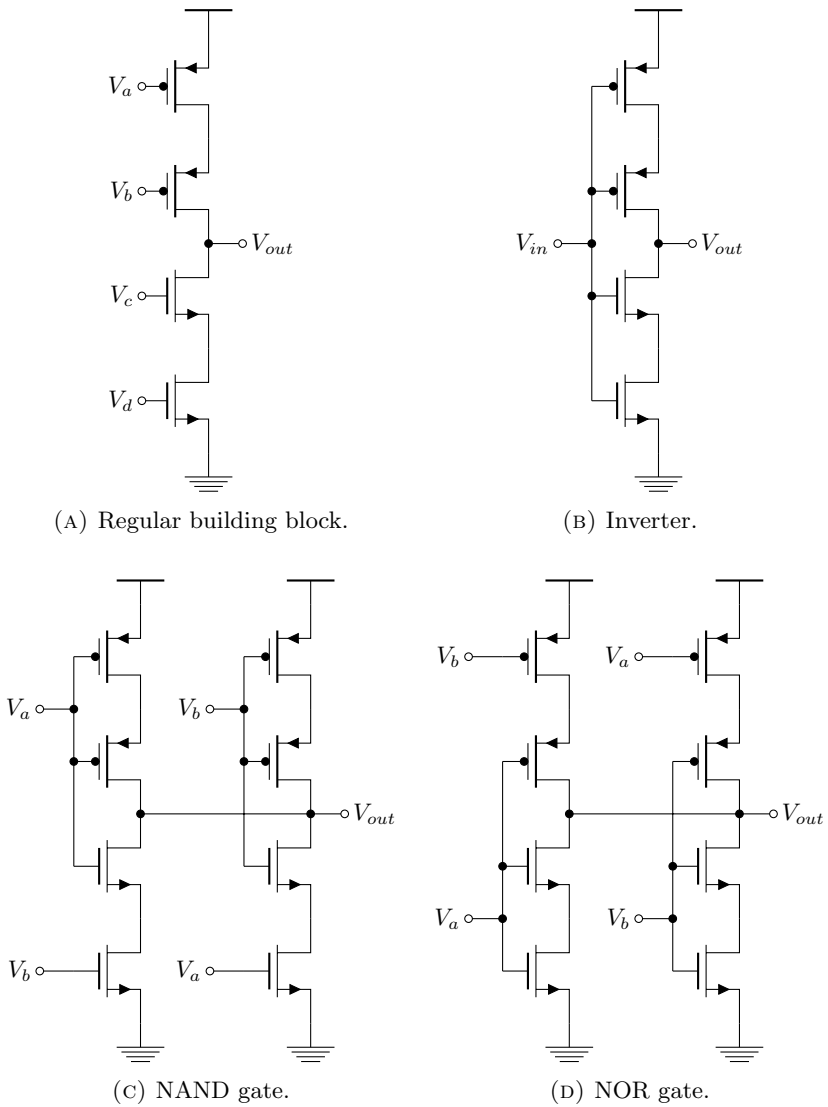 V_a
V_b
V_out
V_c
V_d
V_in
V_out
(A) Regular building block.
(B) Inverter.
V_b
V_a
V_a
V_b
V_out
V_out
V_a
V_b
V_b
V_a
(C) NAND gate.
(D) NOR gate.